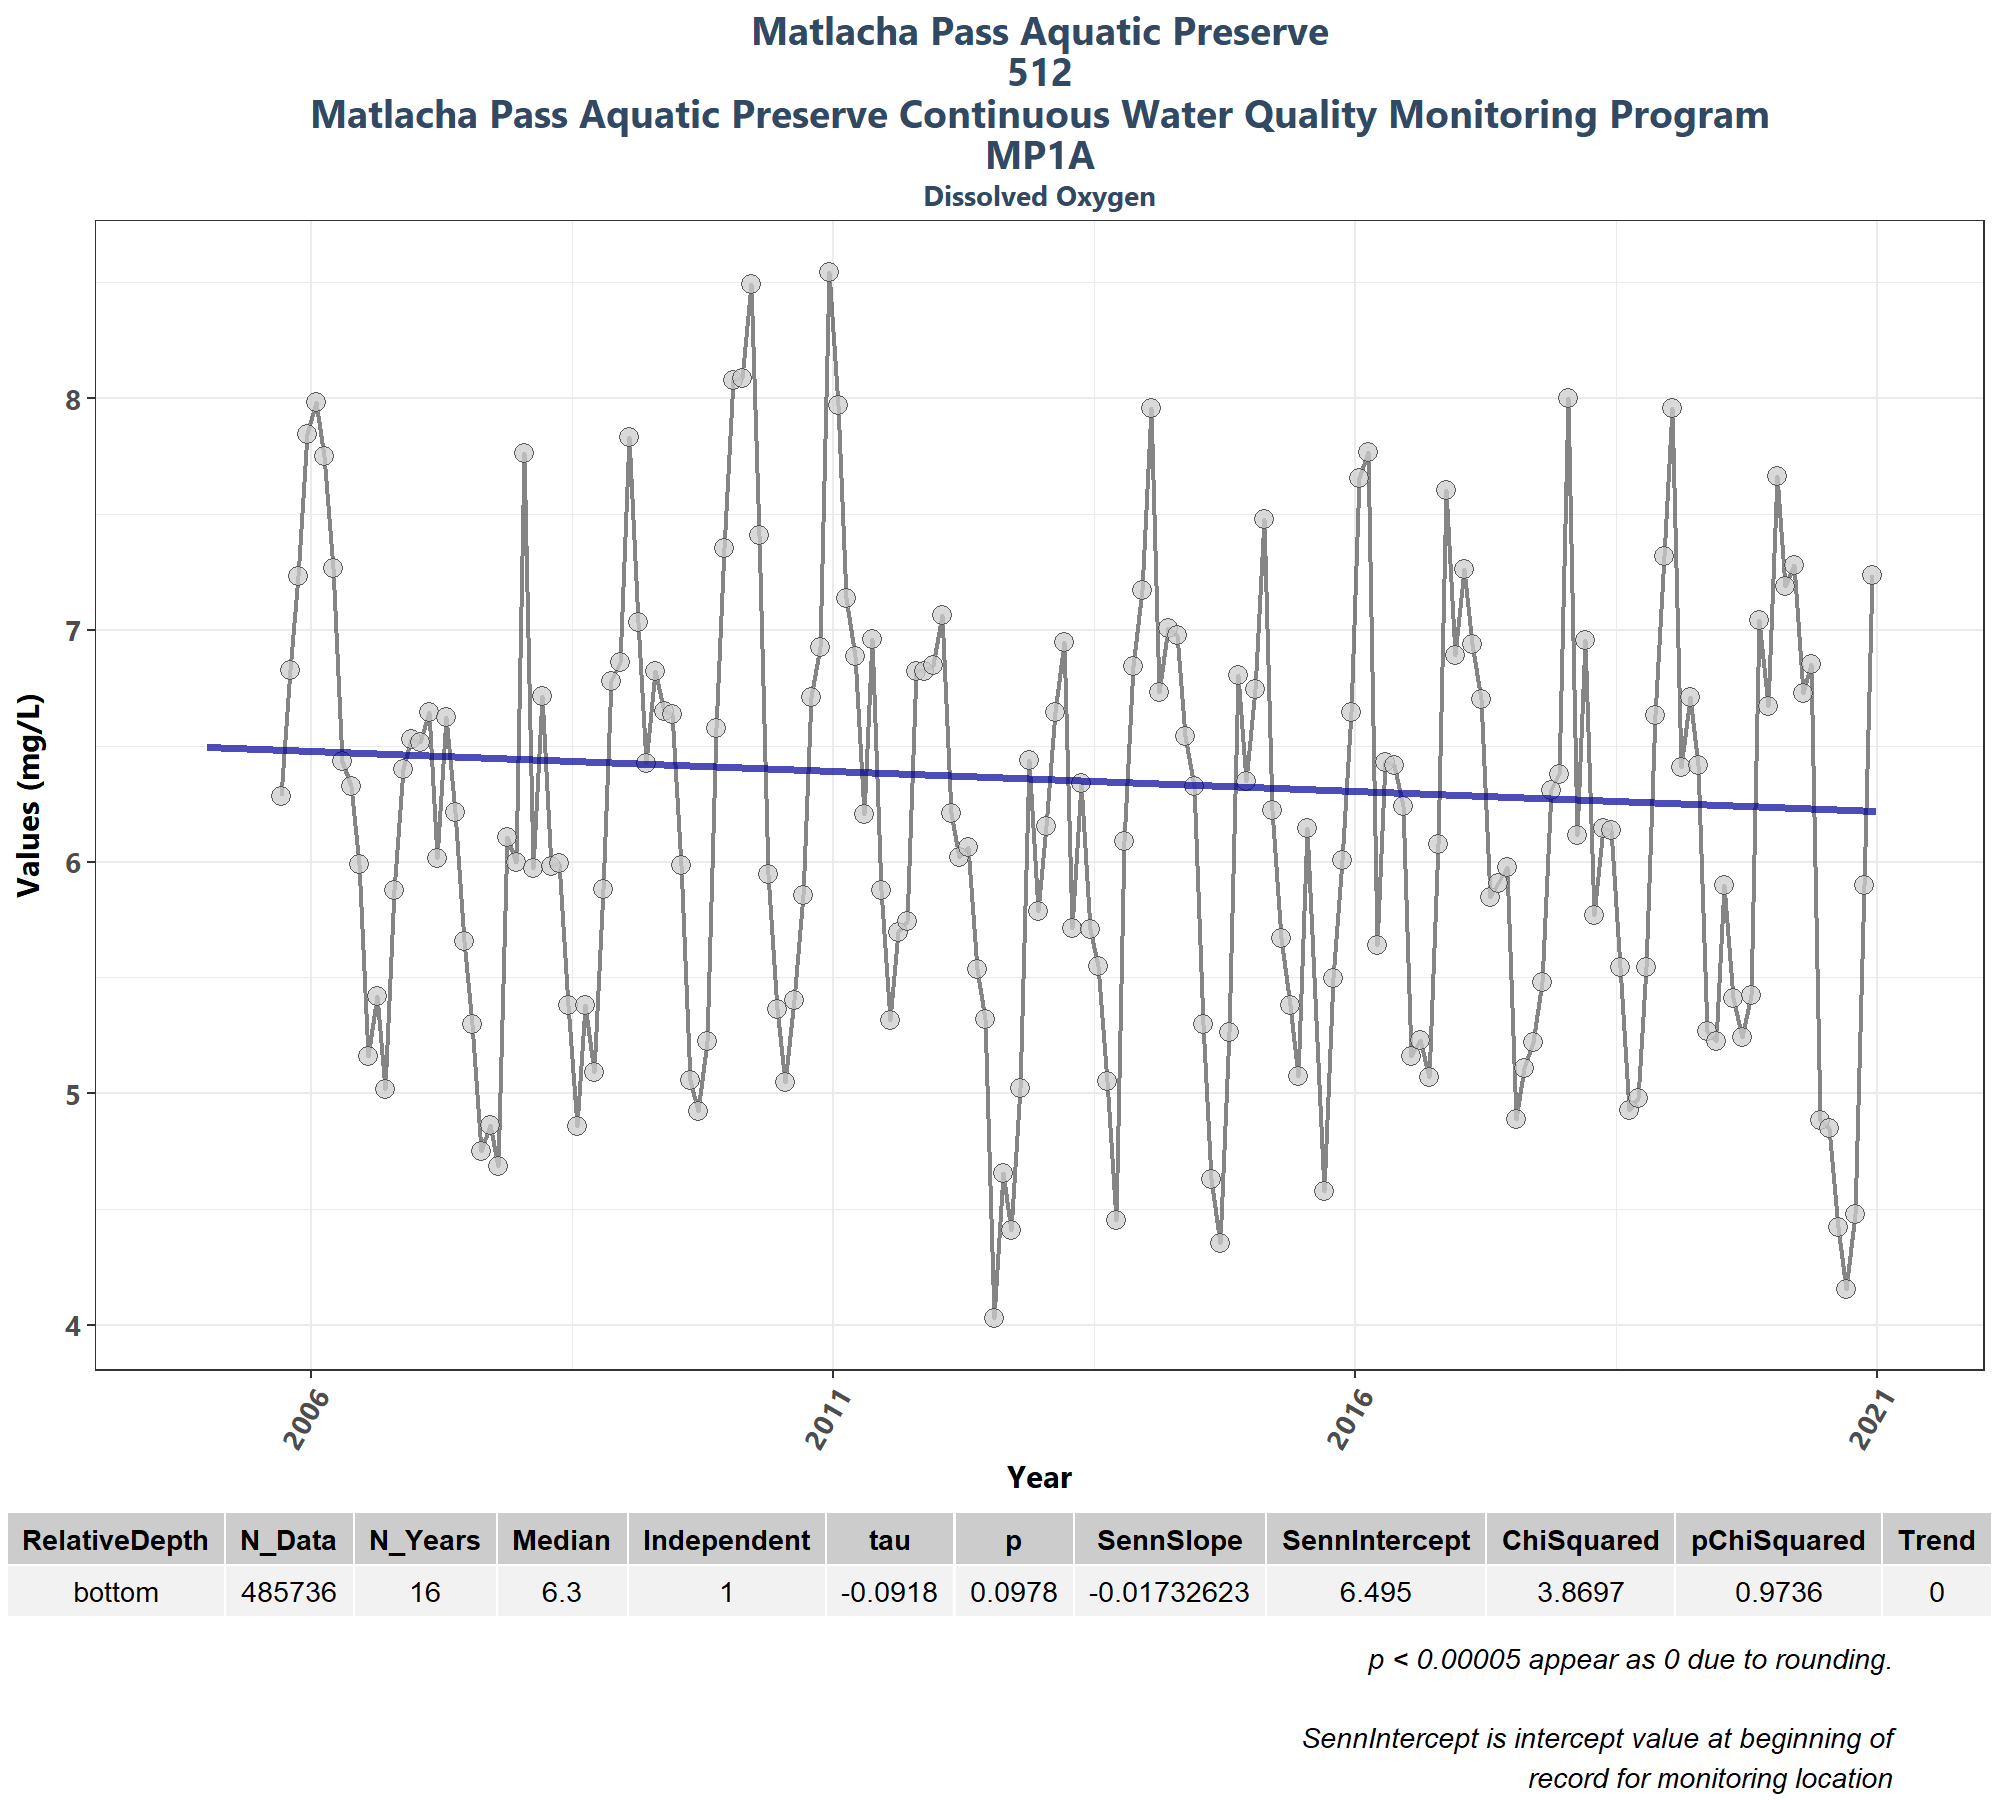 Matlacha Pass Aquatic Preserve
512
Matlacha Pass Aquatic Preserve Continuous Water Quality Monitoring Program
MP1A
Dissolved Oxygen
Values (mg/L)
8
7
6
5
4
2006 2011 2016 2021
Year
RelativeDepth N_Data N_Years Median Independent tau p SennSlope SennIntercept ChiSquared pChiSquared Trend
bottom 485736 16 6.3 1 -0.0918 0.0978 -0.01732623 6.495 3.8697 0.9736 0
p < 0.00005 appear as 0 due to rounding.
SennIntercept is intercept value at beginning of
record for monitoring location